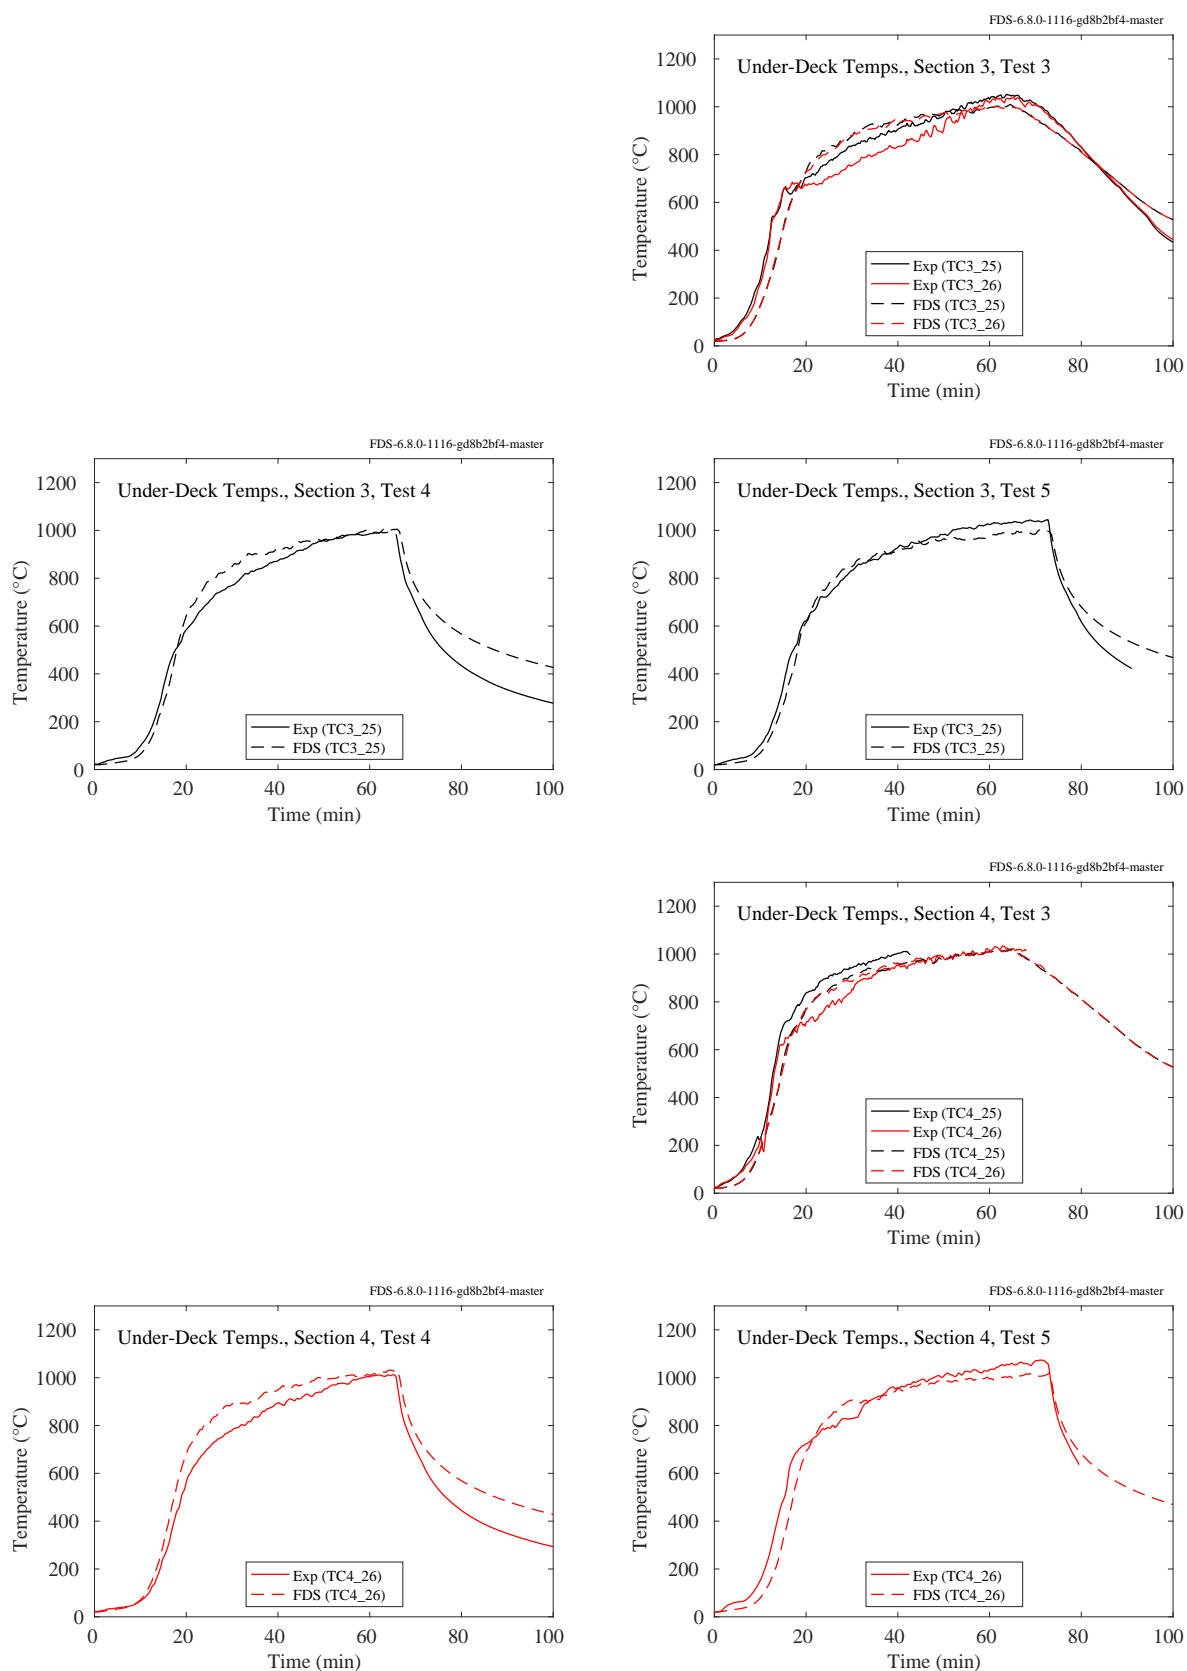 FDS-6.8.0-1116-gd8b2bf4-master
Under-Deck Temps., Section 3, Test 3
Temperature (°C)
1200
1000
800
600
400
200
0
Exp (TC3_25)
Exp (TC3_26)
FDS (TC3_25)
FDS (TC3_26)
0 20 40 60 80 100
Time (min)
FDS-6.8.0-1116-gd8b2bf4-master
Under-Deck Temps., Section 3, Test 4
Temperature (°C)
1200
1000
800
600
400
200
0
Exp (TC3_25)
FDS (TC3_25)
0 20 40 60 80 100
Time (min)
FDS-6.8.0-1116-gd8b2bf4-master
Under-Deck Temps., Section 3, Test 5
Temperature (°C)
1200
1000
800
600
400
200
0
Exp (TC3_25)
FDS (TC3_25)
0 20 40 60 80 100
Time (min)
FDS-6.8.0-1116-gd8b2bf4-master
Under-Deck Temps., Section 4, Test 3
Temperature (°C)
1200
1000
800
600
400
200
0
Exp (TC4_25)
Exp (TC4_26)
FDS (TC4_25)
FDS (TC4_26)
0 20 40 60 80 100
Time (min)
FDS-6.8.0-1116-gd8b2bf4-master
Under-Deck Temps., Section 4, Test 4
Temperature (°C)
1200
1000
800
600
400
200
0
Exp (TC4_26)
FDS (TC4_26)
0 20 40 60 80 100
Time (min)
FDS-6.8.0-1116-gd8b2bf4-master
Under-Deck Temps., Section 4, Test 5
Temperature (°C)
1200
1000
800
600
400
200
0
Exp (TC4_26)
FDS (TC4_26)
0 20 40 60 80 100
Time (min)